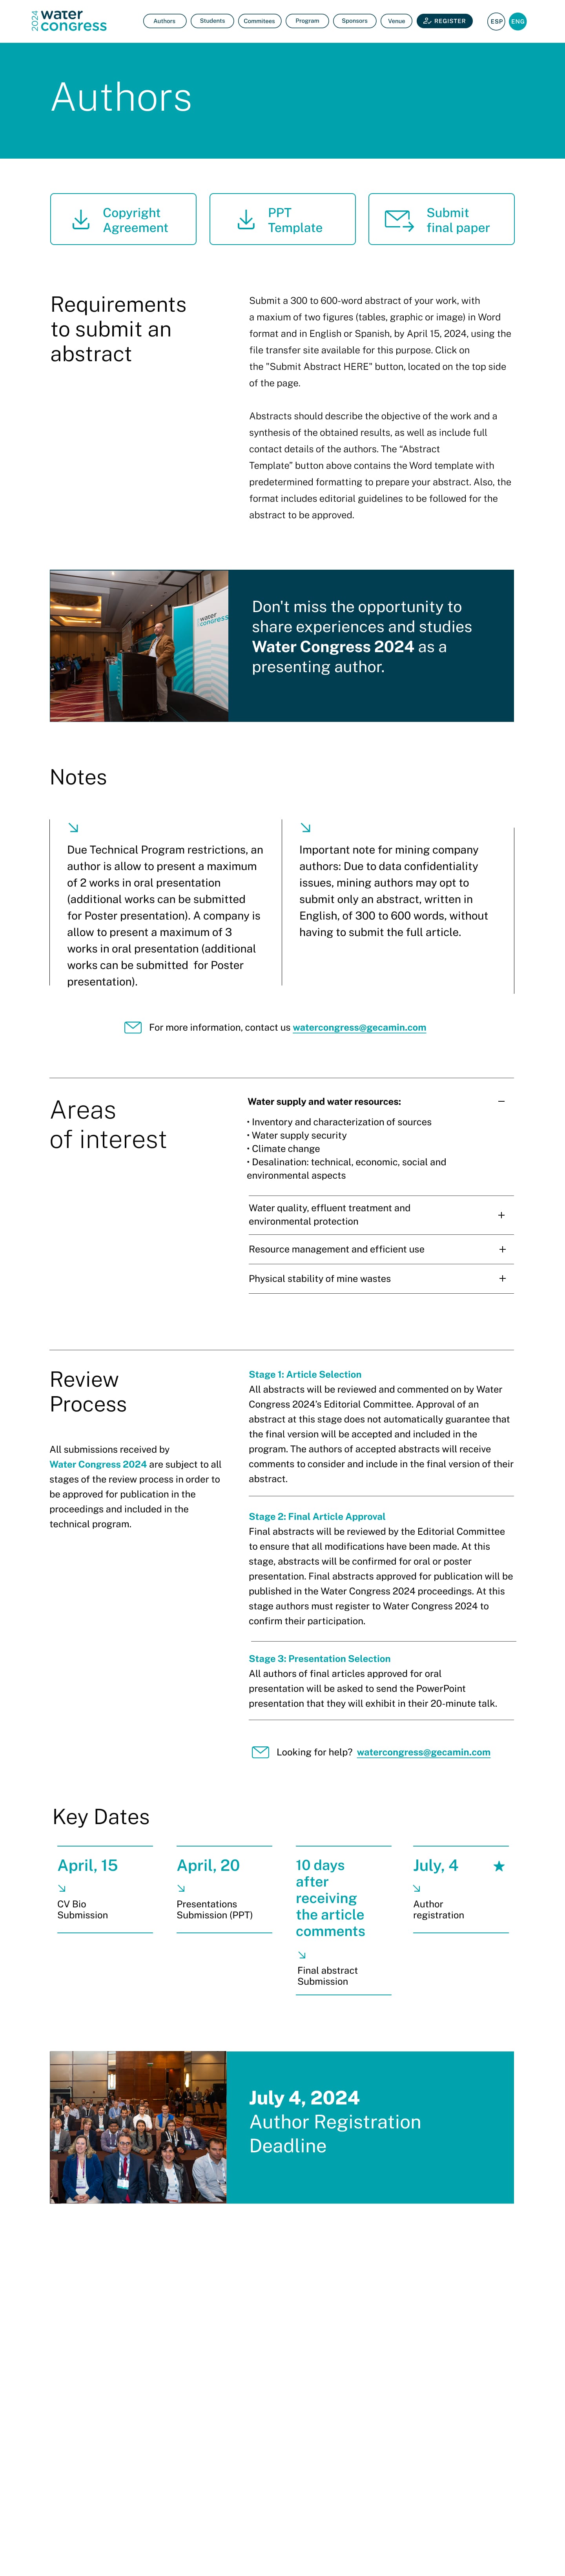 2024
water
congress
Authors
Students
Commitees
Program
Sponsors
Venue
REGISTER
ESP
ENG
Authors
Copyright
Agreement
PPT
Template
Submit
final paper
Requirements
to submit an
abstract
Submit a 300 to 600-word abstract of your work, with
a maxium of two figures (tables, graphic or image) in Word
format and in English or Spanish, by April 15, 2024, using the
file transfer site available for this purpose. Click on
the "Submit Abstract HERE" button, located on the top side
of the page.
Abstracts should describe the objective of the work and a
synthesis of the obtained results, as well as include full
contact details of the authors. The "Abstract
Template" button above contains the Word template with
predetermined formatting to prepare your abstract. Also, the
format includes editorial guidelines to be followed for the
abstract to be approved.
water
congress
Don't miss the opportunity to
share experiences and studies
Water Congress 2024 as a
presenting author.
Notes
Due Technical Program restrictions, an
author is allow to present a maximum
of 2 works in oral presentation
(additional works can be submitted
for Poster presentation). A company is
allow to present a maximum of 3
works in oral presentation (additional
works can be submitted for Poster
presentation).
Important note for mining company
authors: Due to data confidentiality
issues, mining authors may opt to
submit only an abstract, written in
English, of 300 to 600 words, without
having to submit the full article.
For more information, contact us watercongress@gecamin.com
Areas
of interest
Water supply and water resources:
• Inventory and characterization of sources
• Water supply security
• Climate change
• Desalination: technical, economic, social and
environmental aspects
Water quality, effluent treatment and
environmental protection
Resource management and efficient use
Physical stability of mine wastes
Review
Process
All submissions received by
Water Congress 2024 are subject to all
stages of the review process in order to
be approved for publication in the
proceedings and included in the
technical program.
Stage 1: Article Selection
All abstracts will be reviewed and commented on by Water
Congress 2024's Editorial Committee. Approval of an
abstract at this stage does not automatically guarantee that
the final version will be accepted and included in the
program. The authors of accepted abstracts will receive
comments to consider and include in the final version of their
abstract.
Stage 2: Final Article Approval
Final abstracts will be reviewed by the Editorial Committee
to ensure that all modifications have been made. At this
stage, abstracts will be confirmed for oral or poster
presentation. Final abstracts approved for publication will be
published in the Water Congress 2024 proceedings. At this
stage authors must register to Water Congress 2024 to
confirm their participation.
Stage 3: Presentation Selection
All authors of final articles approved for oral
presentation will be asked to send the PowerPoint
presentation that they will exhibit in their 20-minute talk.
Looking for help? watercongress@gecamin.com
Key Dates
April, 15
CV Bio
Submission
April, 20
Presentations
Submission (PPT)
10 days
after
receiving
the article
comments
Final abstract
Submission
July, 4
Author
registration
July 4, 2024
Author Registration
Deadline